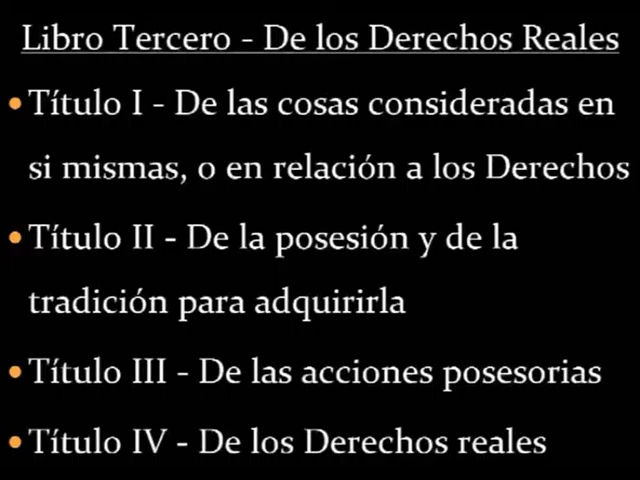 Libro Tercero - De los Derechos Reales
• Título I - De las cosas consideradas en
si mismas, o en relación a los Derechos
• Título II - De la posesión y de la
tradición para adquirirla
• Título III - De las acciones posesorias
• Título IV - De los Derechos reales